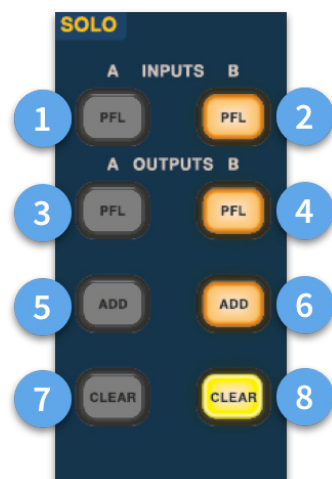 SOLO
A INPUTS B
1 PFL PFL 2
A OUTPUTS B
3 PFL PFL 4
5 ADD ADD 6
7 CLEAR CLEAR 8